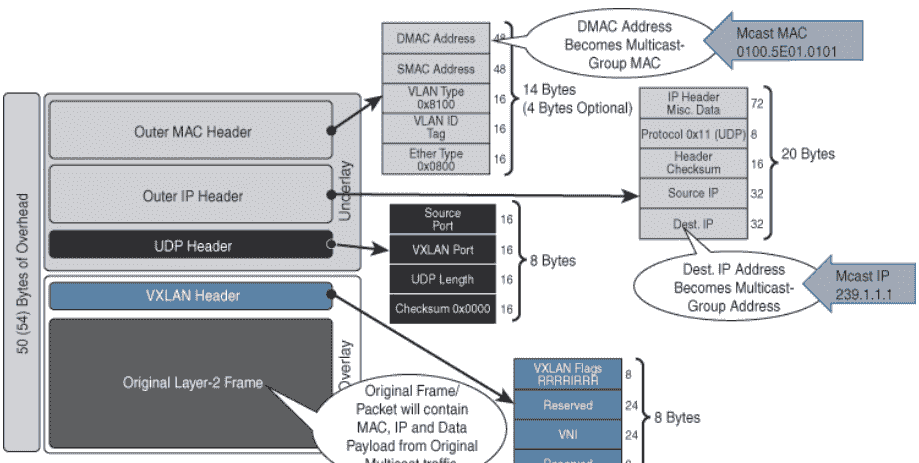 DMAC Address
48
SMAC Address
48
VLAN Type
0x8100
16
VLAN ID
Tag
16
Ether Type
0x0800
16
14 Bytes
(4 Bytes Optional)
DMAC Address
Becomes Multicast-
Group MAC
Mcast MAC
0100.5E01.0101
IP Header
Misc. Data
72
Protocol 0x11 (UDP)
8
Header
Checksum
16
Source IP
32
Dest. IP
32
20 Bytes
Dest. IP Address
Becomes Multicast-
Group Address
Mcast IP
239.1.1.1
50 (54) Bytes of Overhead
Outer MAC Header
Outer IP Header
UDP Header
Underlay
VXLAN Header
Original Layer-2 Frame
Overlay
Source
Port
16
VXLAN Port
16
UDP Length
16
Checksum 0x0000
16
8 Bytes
Original Frame/
Packet will contain
MAC, IP and Data
Payload from Original
Multicast traffic
VXLAN Flags
RRRRIRRR
8
Reserved
24
VNI
24
Reserved
8
8 Bytes